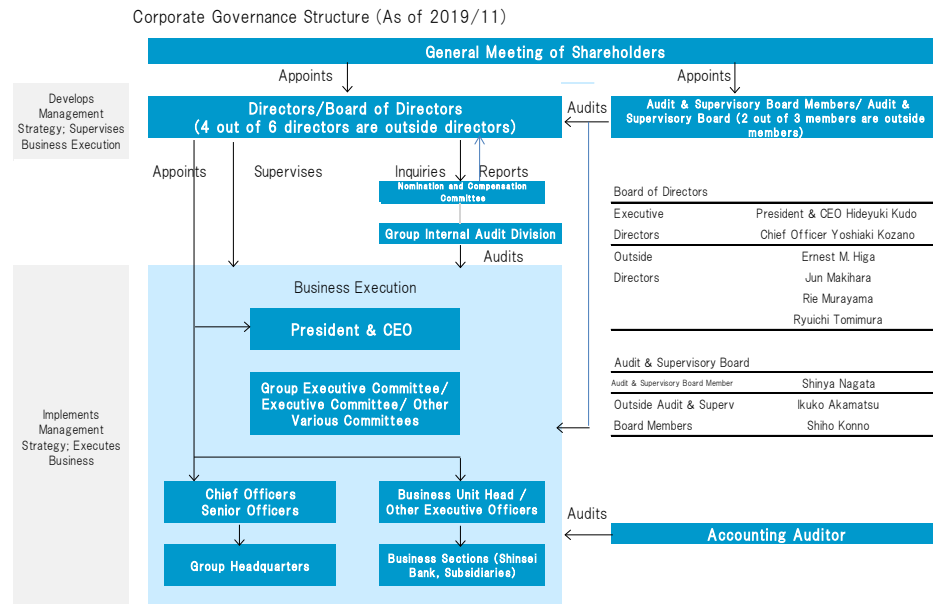 Corporate Governance Structure (As of 2019/11)
General Meeting of Shareholders
Appoints
Appoints
Develops
Management
Strategy; Supervises
Business Execution
Directors/Board of Directors
(4 out of 6 directors are outside directors)
Audits
Audit & Supervisory Board Members/ Audit &
Supervisory Board (2 out of 3 members are outside
members)
Appoints
Supervises
Inquiries
Reports
Nomination and Compensation
Committee
Group Internal Audit Division
Audits
Board of Directors
Executive President & CEO Hideyuki Kudo
Directors Chief Officer Yoshiaki Kozano
Outside Ernest M. Higa
Directors Jun Makihara
Rie Murayama
Ryuichi Tomimura
Audit & Supervisory Board
Audit & Supervisory Board Member Shinya Nagata
Outside Audit & Superv Ikuko Akamatsu
Board Members Shiho Konno
Implements
Management
Strategy; Executes
Business
Business Execution
President & CEO
Group Executive Committee/
Executive Committee/ Other
Various Committees
Chief Officers
Senior Officers
Business Unit Head /
Other Executive Officers
Group Headquarters
Business Sections (Shinsei
Bank, Subsidiaries)
Audits
Accounting Auditor